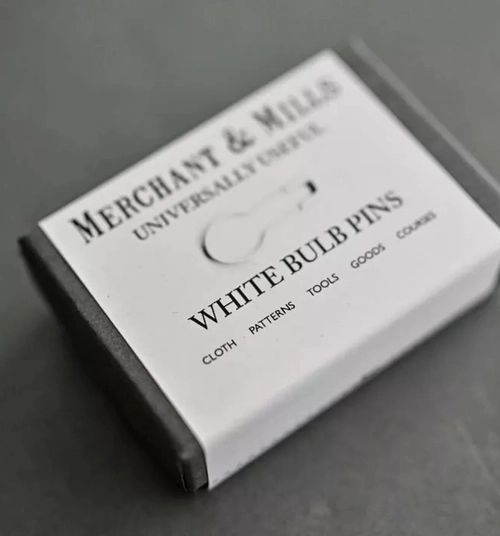 MERCHANT & MILLS
UNIVERSALLY USEFUL
WHITE BULB PINS
CLOTH PATTERNS TOOLS GOODS COURSES